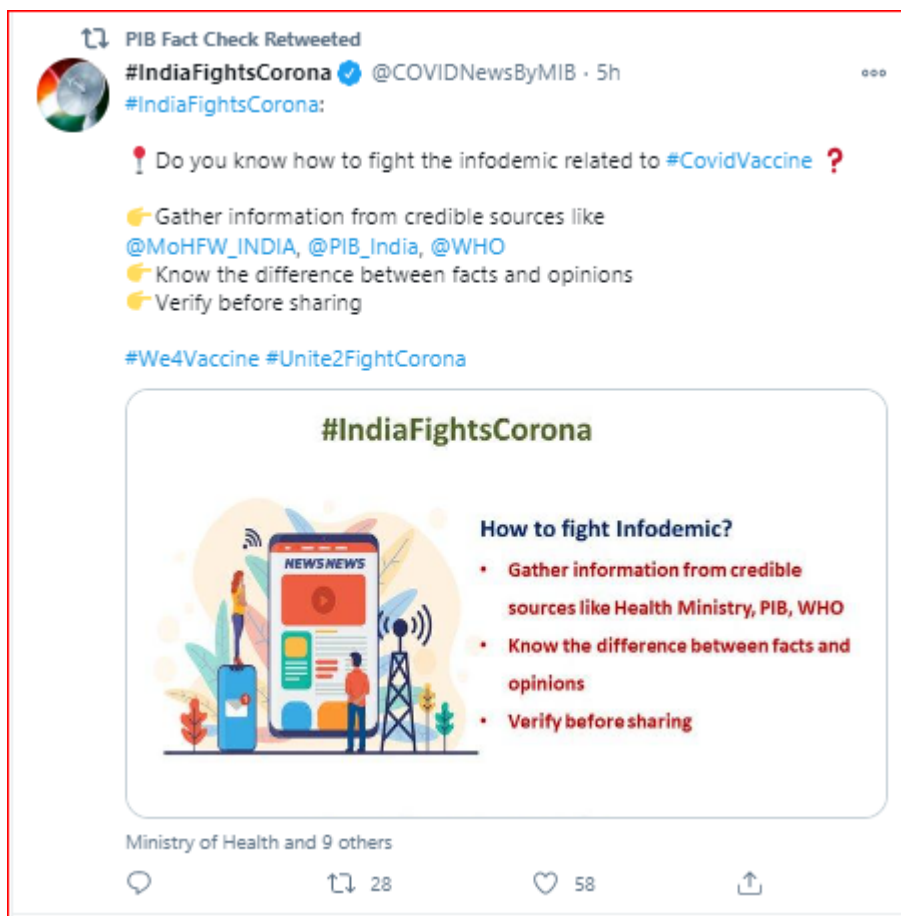 PIB Fact Check Retweeted
#IndiaFightsCorona @COVIDNewsByMIB · 5h
#IndiaFightsCorona:
📍 Do you know how to fight the infodemic related to #CovidVaccine ❓
👉Gather information from credible sources like
@MoHFW_INDIA, @PIB_India, @WHO
👉Know the difference between facts and opinions
👉Verify before sharing
#We4Vaccine #Unite2FightCorona
#IndiaFightsCorona
NEWS NEWS
How to fight Infodemic?
• Gather information from credible
sources like Health Ministry, PIB, WHO
• Know the difference between facts and
opinions
• Verify before sharing
Ministry of Health and 9 others
28 58